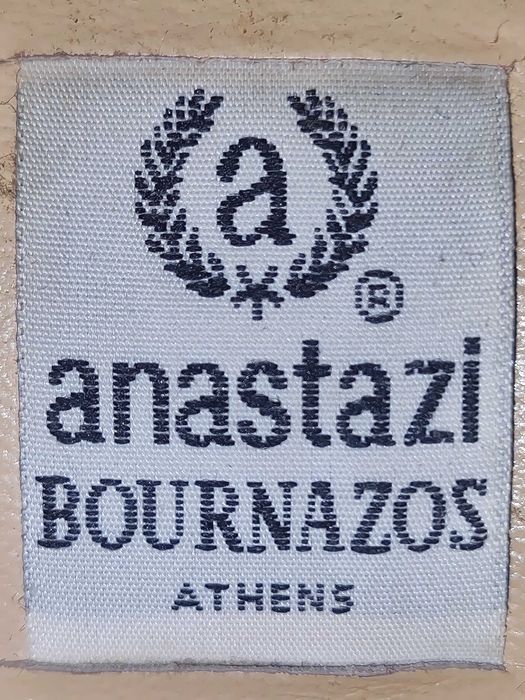 a
®
anastazi
BOURNAZOS
ATHENS